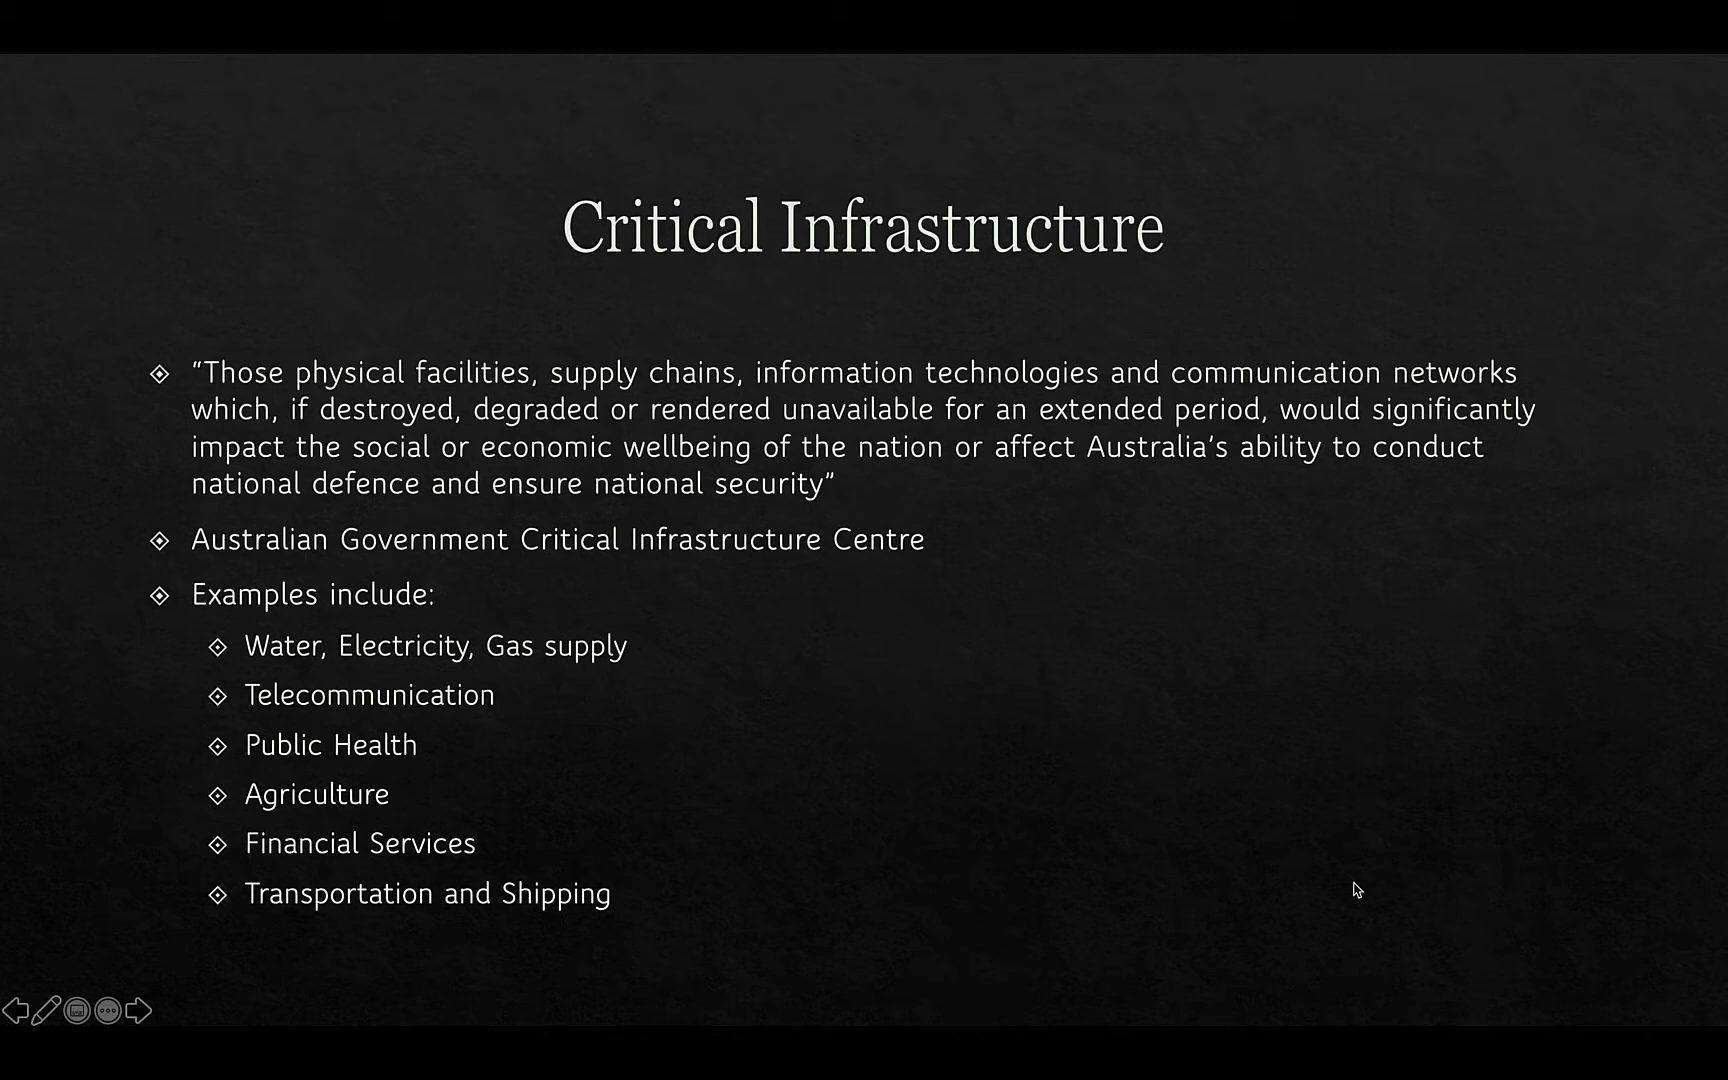 Critical Infrastructure
“Those physical facilities, supply chains, information technologies and communication networks
which, if destroyed, degraded or rendered unavailable for an extended period, would significantly
impact the social or economic wellbeing of the nation or affect Australia’s ability to conduct
national defence and ensure national security”
Australian Government Critical Infrastructure Centre
Examples include:
Water, Electricity, Gas supply
Telecommunication
Public Health
Agriculture
Financial Services
Transportation and Shipping